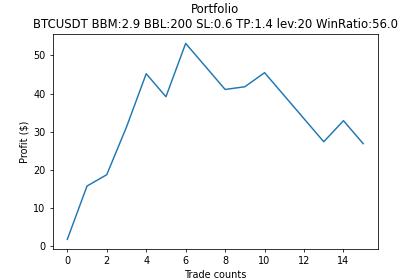 Portfolio
BTCUSDT BBM:2.9 BBL:200 SL:0.6 TP:1.4 lev:20 WinRatio:56.0
50
40
30
20
10
0
Profit ($)
0 2 4 6 8 10 12 14
Trade counts